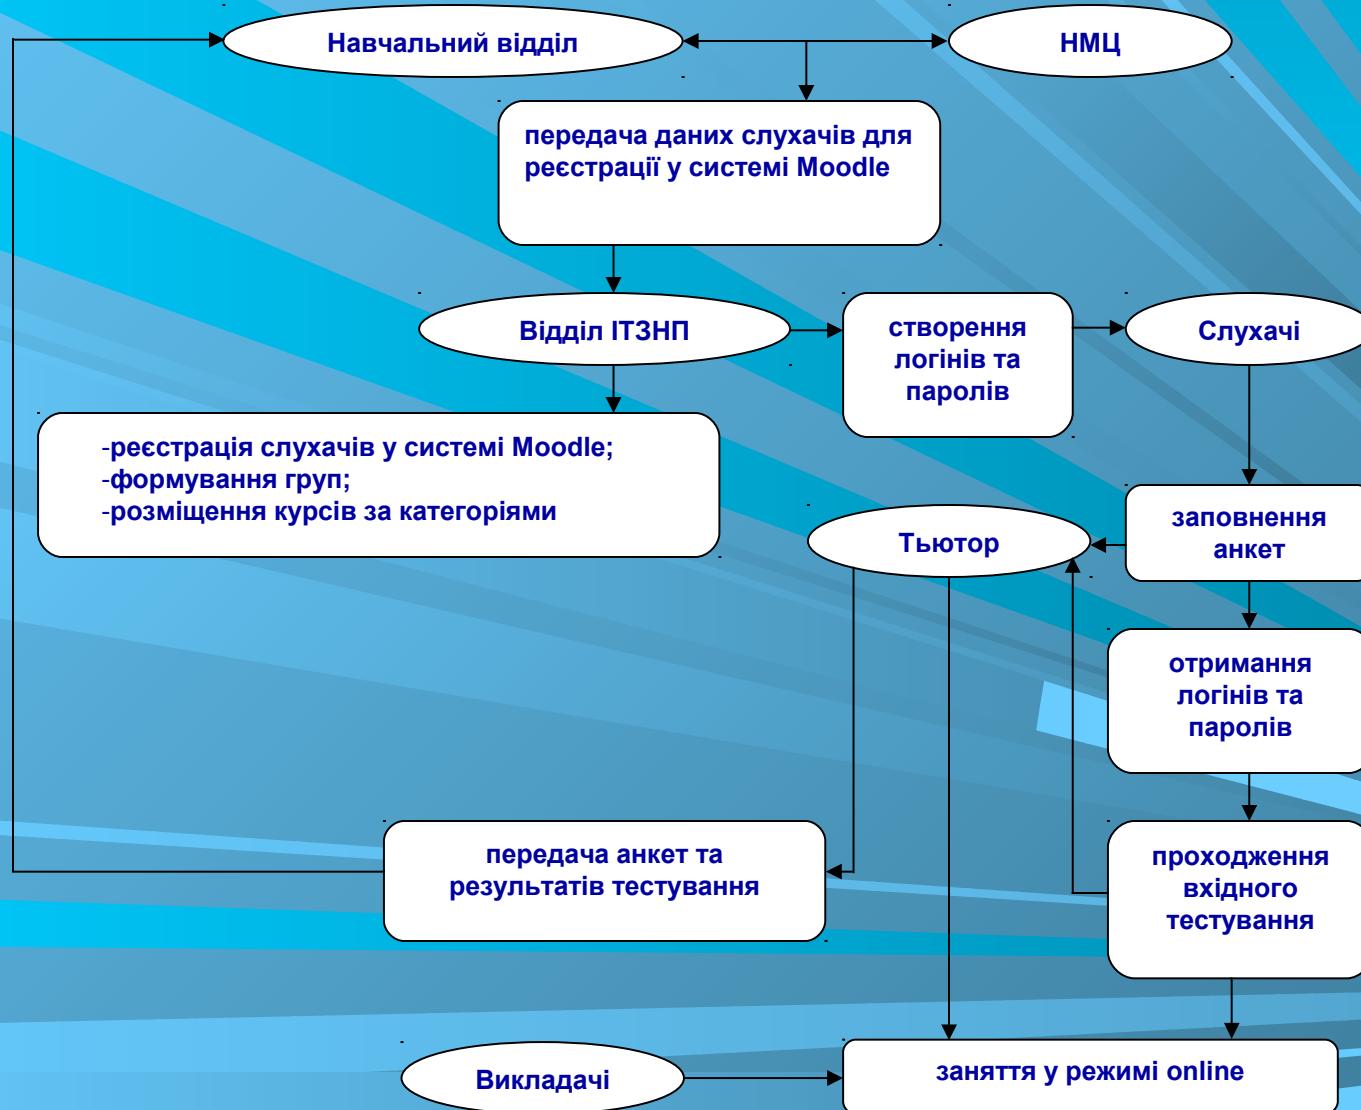 Навчальний відділ
НМЦ
передача даних слухачів для
реєстрації у системі Moodle
Відділ ІТЗНП
створення
логінів та
паролів
Слухачі
-реєстрація слухачів у системі Moodle;
-формування груп;
-розміщення курсів за категоріями
Тьютор
заповнення
анкет
отримання
логінів та
паролів
передача анкет та
результатів тестування
проходження
вхідного
тестування
Викладачі
заняття у режимі online